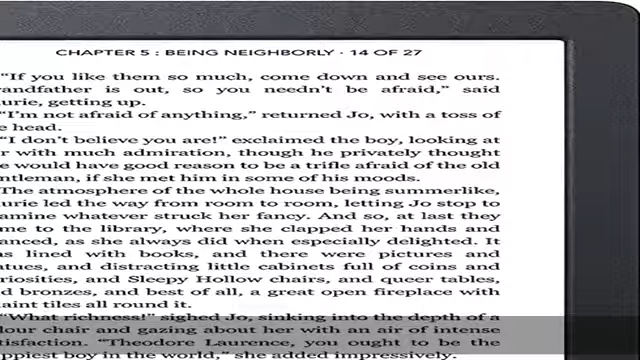 CHAPTER 5 : BEING NEIGHBORLY · 14 OF 27
"If you like them so much, come down and see ours.
andfather is out, so you needn't be afraid," said
urie, getting up.
"I'm not afraid of anything," returned Jo, with a toss of
e head.
"I don't believe you are!" exclaimed the boy, looking at
r with much admiration, though he privately thought
e would have good reason to be a trifle afraid of the old
ntleman, if she met him in some of his moods.
The atmosphere of the whole house being summerlike,
urie led the way from room to room, letting Jo stop to
amine whatever struck her fancy. And so, at last they
me to the library, where she clapped her hands and
anced, as she always did when especially delighted. It
as lined with books, and there were pictures and
atues, and distracting little cabinets full of coins and
riosities, and Sleepy Hollow chairs, and queer tables,
d bronzes, and best of all, a great open fireplace with
aint tiles all round it.
"What richness!" sighed Jo, sinking into the depth of a
lour chair and gazing about her with an air of intense
tisfaction. "Theodore Laurence, you ought to be the
ppiest boy in the world," she added impressively.